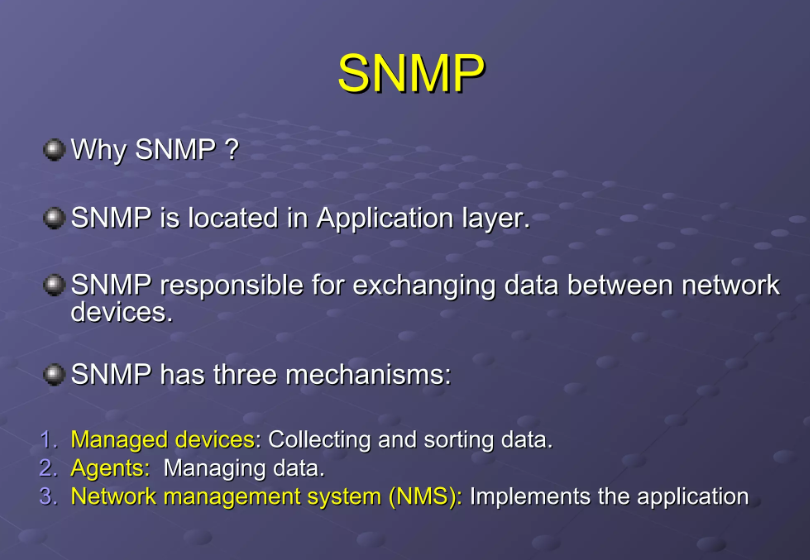 SNMP
Why SNMP ?
SNMP is located in Application layer.
SNMP responsible for exchanging data between network
devices.
SNMP has three mechanisms:
1. Managed devices: Collecting and sorting data.
2. Agents: Managing data.
3. Network management system (NMS): Implements the application